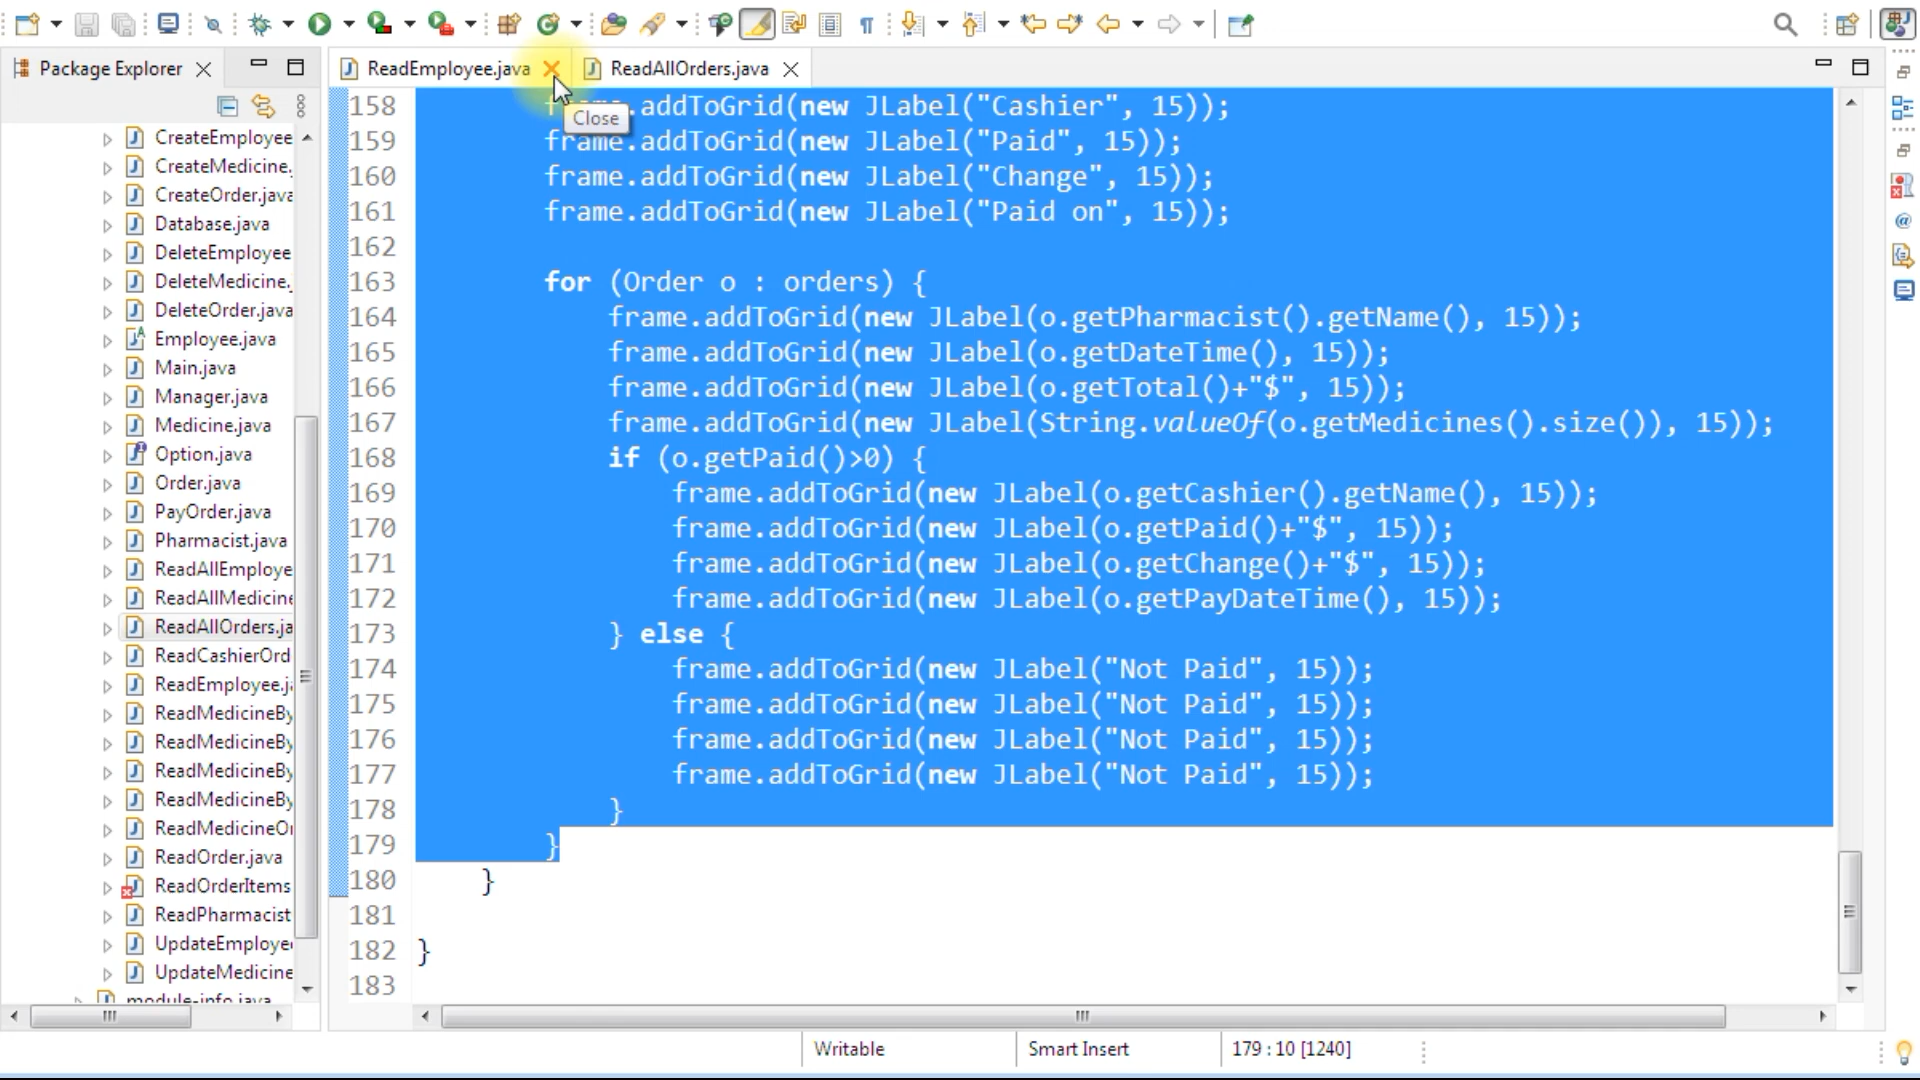 Package Explorer
ReadEmployee.java
ReadAllOrders.java
Close
CreateEmployee
CreateMedicine.
CreateOrder.java
Database.java
DeleteEmployee
DeleteMedicine.
DeleteOrder.java
Employee.java
Main.java
Manager.java
Medicine.java
Option.java
Order.java
PayOrder.java
Pharmacist.java
ReadAllEmploye
ReadAllMedicine
ReadAllOrders.ja
ReadCashierOrd
ReadEmployee.ja
ReadMedicineBy
ReadMedicineBy
ReadMedicineBy
ReadMedicineBy
ReadMedicineOr
ReadOrder.java
ReadOrderItems
ReadPharmacist
UpdateEmployee
UpdateMedicine
module-info.java
158 frame.addToGrid(new JLabel("Cashier", 15));
159 frame.addToGrid(new JLabel("Paid", 15));
160 frame.addToGrid(new JLabel("Change", 15));
161 frame.addToGrid(new JLabel("Paid on", 15));
162
163 for (Order o : orders) {
164 frame.addToGrid(new JLabel(o.getPharmacist().getName(), 15));
165 frame.addToGrid(new JLabel(o.getDateTime(), 15));
166 frame.addToGrid(new JLabel(o.getTotal()+"$", 15));
167 frame.addToGrid(new JLabel(String.valueOf(o.getMedicines().size()), 15));
168 if (o.getPaid()>0) {
169 frame.addToGrid(new JLabel(o.getCashier().getName(), 15));
170 frame.addToGrid(new JLabel(o.getPaid()+"$", 15));
171 frame.addToGrid(new JLabel(o.getChange()+"$", 15));
172 frame.addToGrid(new JLabel(o.getPayDateTime(), 15));
173 } else {
174 frame.addToGrid(new JLabel("Not Paid", 15));
175 frame.addToGrid(new JLabel("Not Paid", 15));
176 frame.addToGrid(new JLabel("Not Paid", 15));
177 frame.addToGrid(new JLabel("Not Paid", 15));
178 }
179 }
180 }
181
182 }
183
Writable
Smart Insert
179 : 10 [1240]